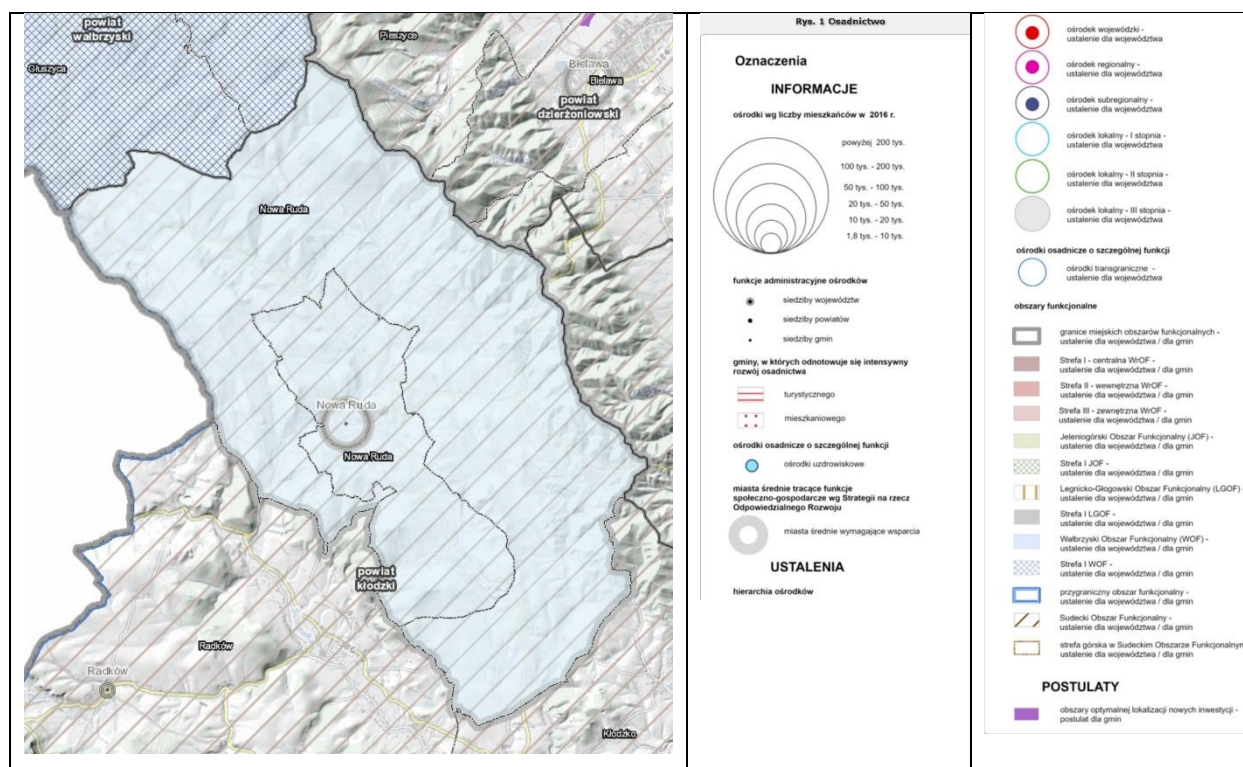 powiat
wałbrzyski
Głuszyca
Pieszyce
Bielawa
Bielawa
powiat
dzierżoniowski
Nowa Ruda
Nowa Ruda
Nowa Ruda
powiat
kłodzki
Radków
Radków
Kłodzko
Rys. 1 Osadnictwo
Oznaczenia
INFORMACJE
ośrodki wg liczby mieszkańców w 2016 r.
powyżej 200 tys.
100 tys. - 200 tys.
50 tys. - 100 tys.
20 tys. - 50 tys.
10 tys. - 20 tys.
1,8 tys. - 10 tys.
funkcje administracyjne ośrodków
siedziby województw
siedziby powiatów
siedziby gmin
gminy, w których odnotowuje się intensywny
rozwój osadnictwa
turystycznego
mieszkaniowego
ośrodki osadnicze o szczególnej funkcji
ośrodki uzdrowiskowe
miasta średnie tracące funkcje
społeczno-gospodarcze wg Strategii na rzecz
Odpowiedzialnego Rozwoju
miasta średnie wymagające wsparcia
USTALENIA
hierarchia ośrodków
ośrodek wojewódzki -
ustalenie dla województwa
ośrodek regionalny -
ustalenie dla województwa
ośrodek subregionalny -
ustalenie dla województwa
ośrodek lokalny - I stopnia -
ustalenie dla województwa
ośrodek lokalny - II stopnia -
ustalenie dla województwa
ośrodek lokalny - III stopnia -
ustalenie dla województwa
ośrodki osadnicze o szczególnej funkcji
ośrodki transgraniczne -
ustalenie dla województwa
obszary funkcjonalne
granice miejskich obszarów funkcjonalnych -
ustalenie dla województwa / dla gmin
Strefa I - centralna WrOF -
ustalenie dla województwa / dla gmin
Strefa II - wewnętrzna WrOF -
ustalenie dla województwa / dla gmin
Strefa III - zewnętrzna WrOF -
ustalenie dla województwa / dla gmin
Jeleniogórski Obszar Funkcjonalny (JOF) -
ustalenie dla województwa / dla gmin
Strefa I JOF -
ustalenie dla województwa / dla gmin
Legnicko-Głogowski Obszar Funkcjonalny (LGOF) -
ustalenie dla województwa / dla gmin
Strefa I LGOF -
ustalenie dla województwa / dla gmin
Wałbrzyski Obszar Funkcjonalny (WOF) -
ustalenie dla województwa / dla gmin
Strefa I WOF -
ustalenie dla województwa / dla gmin
przygraniczny obszar funkcjonalny -
ustalenie dla województwa / dla gmin
Sudecki Obszar Funkcjonalny -
ustalenie dla województwa / dla gmin
strefa górska w Sudeckim Obszarze Funkcjonalnym
ustalenie dla województwa / dla gmin
POSTULATY
obszary optymalnej lokalizacji nowych inwestycji -
postulat dla gmin